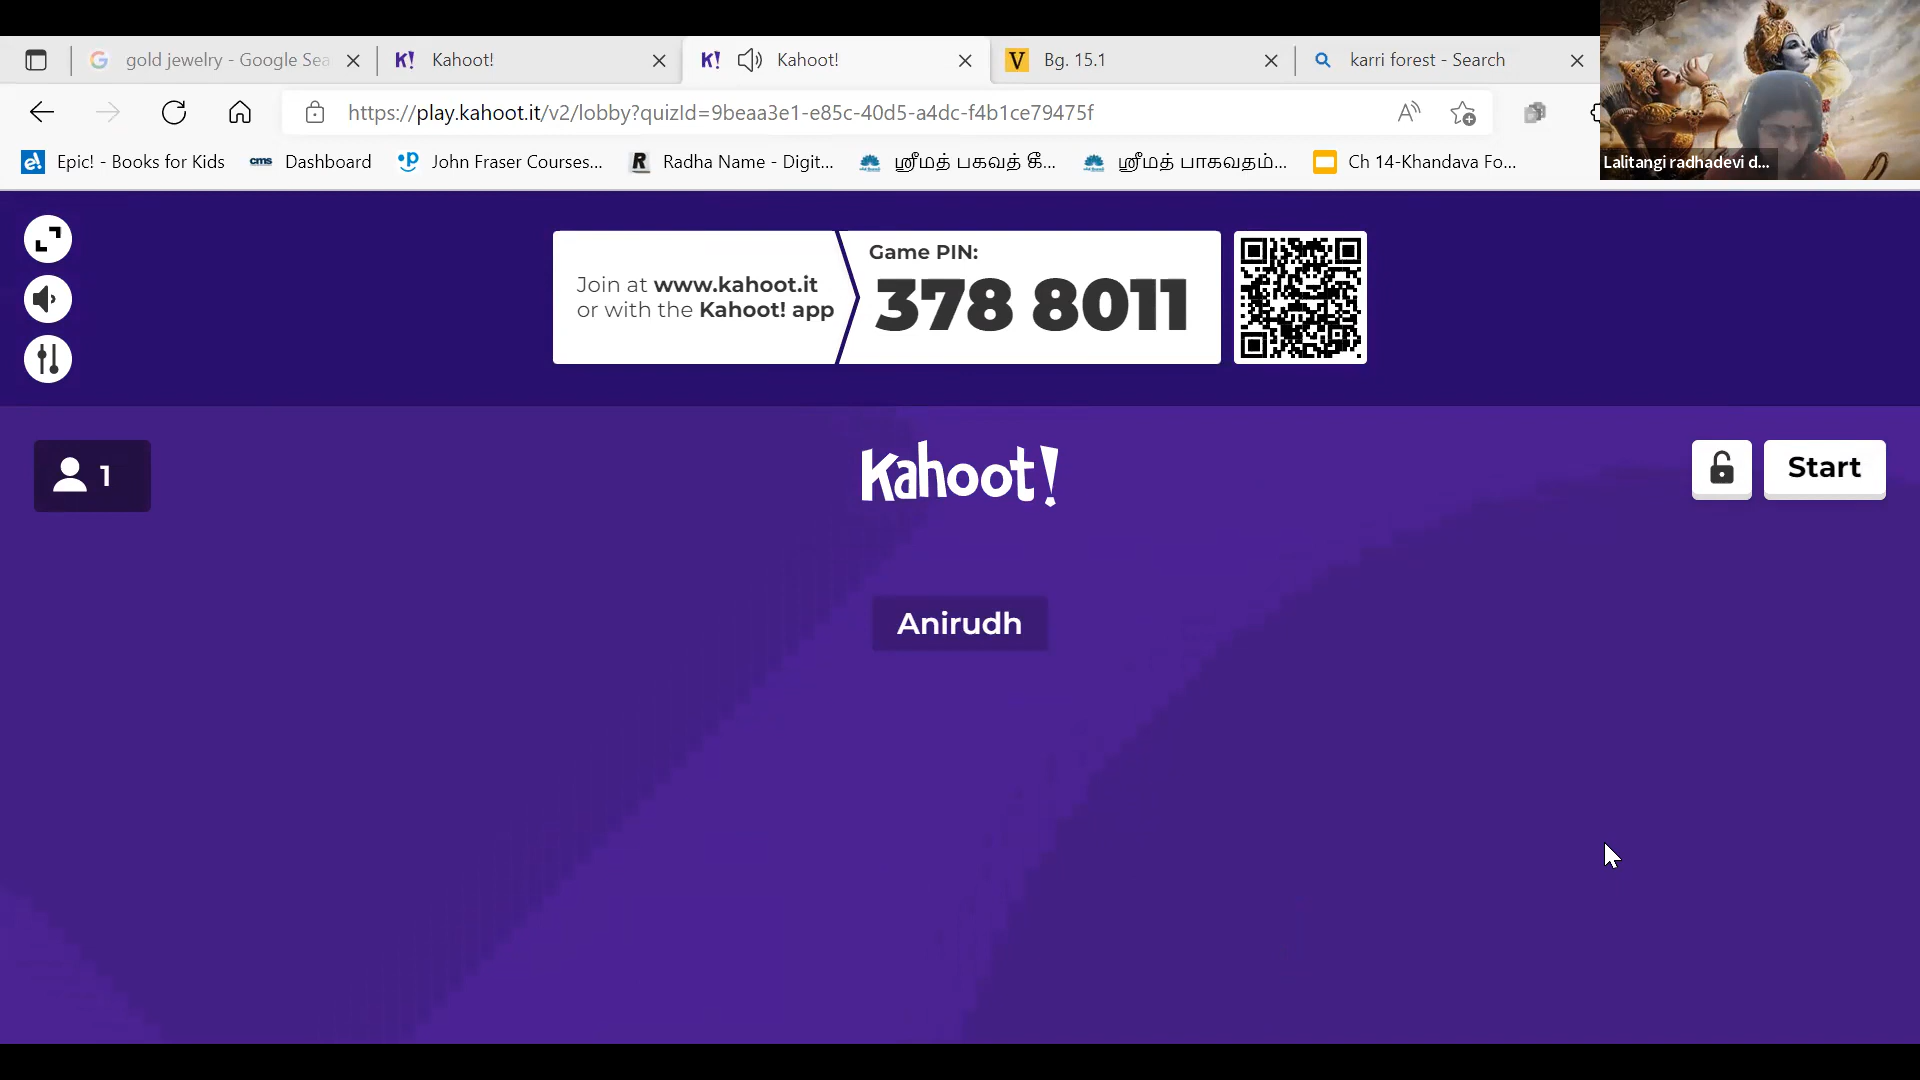 gold jewelry - Google Sea
Kahoot!
Kahoot!
Bg. 15.1
karri forest - Search
https://play.kahoot.it/v2/lobby?quizId=9beaa3e1-e85c-40d5-a4dc-f4b1ce79475f
Epic! - Books for Kids
cms Dashboard
John Fraser Courses...
Radha Name - Digit...
ஸ்ரீமத் பகவத் கீ...
ஸ்ரீமத் பாகவதம்...
Ch 14-Khandava Fo...
Lalitangi radhadevi d...
Join at www.kahoot.it
or with the Kahoot! app
Game PIN:
378 8011
1
Kahoot!
Start
Anirudh